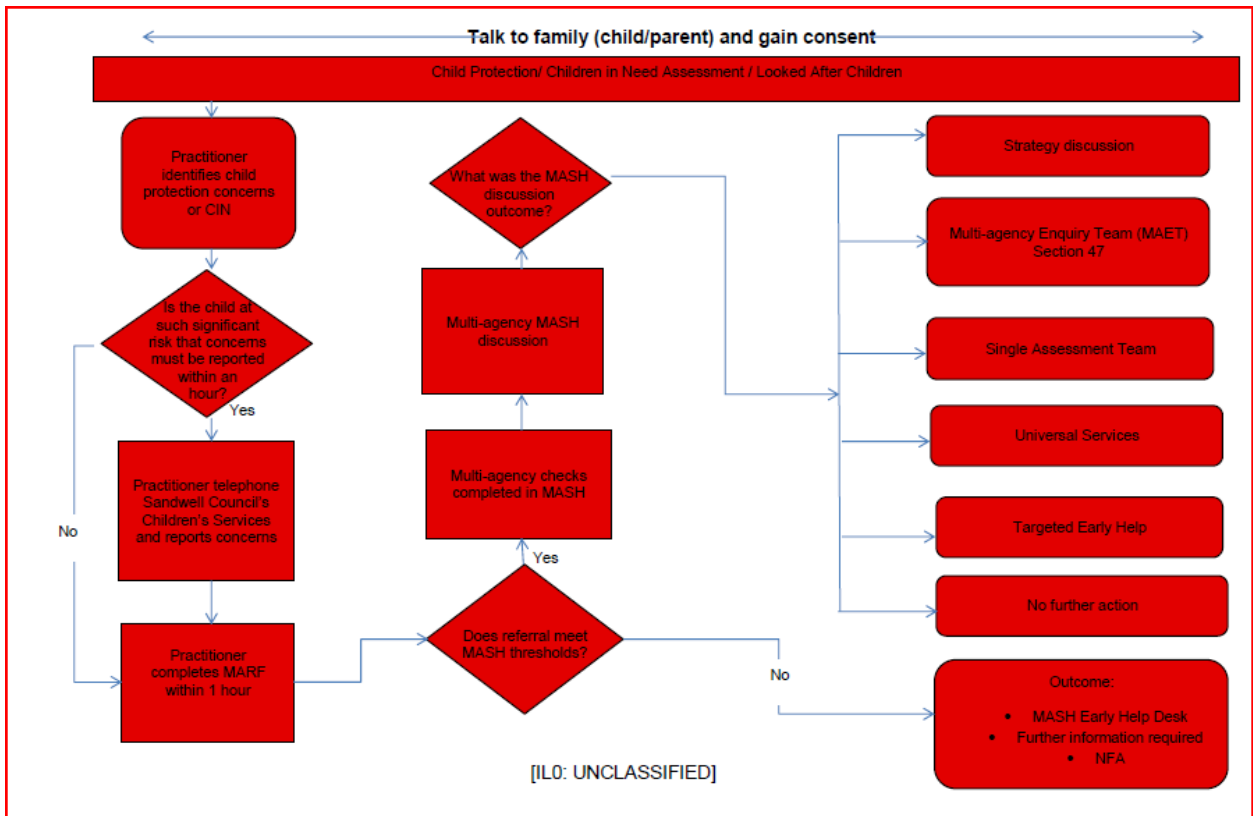 Talk to family (child/parent) and gain consent
Child Protection/ Children in Need Assessment / Looked After Children
Practitioner
identifies child
protection concerns
or CIN
Is the child at
such significant
risk that concerns
must be reported
within an
hour?
Yes
No
Practitioner telephone
Sandwell Council's
Children's Services
and reports concerns
Practitioner
completes MARF
within 1 hour
Does referral meet
MASH thresholds?
Yes
No
Multi-agency checks
completed in MASH
Multi-agency MASH
discussion
What was the MASH
discussion
outcome?
Strategy discussion
Multi-agency Enquiry Team (MAET)
Section 47
Single Assessment Team
Universal Services
Targeted Early Help
No further action
Outcome:
• MASH Early Help Desk
• Further information required
• NFA
[IL0: UNCLASSIFIED]